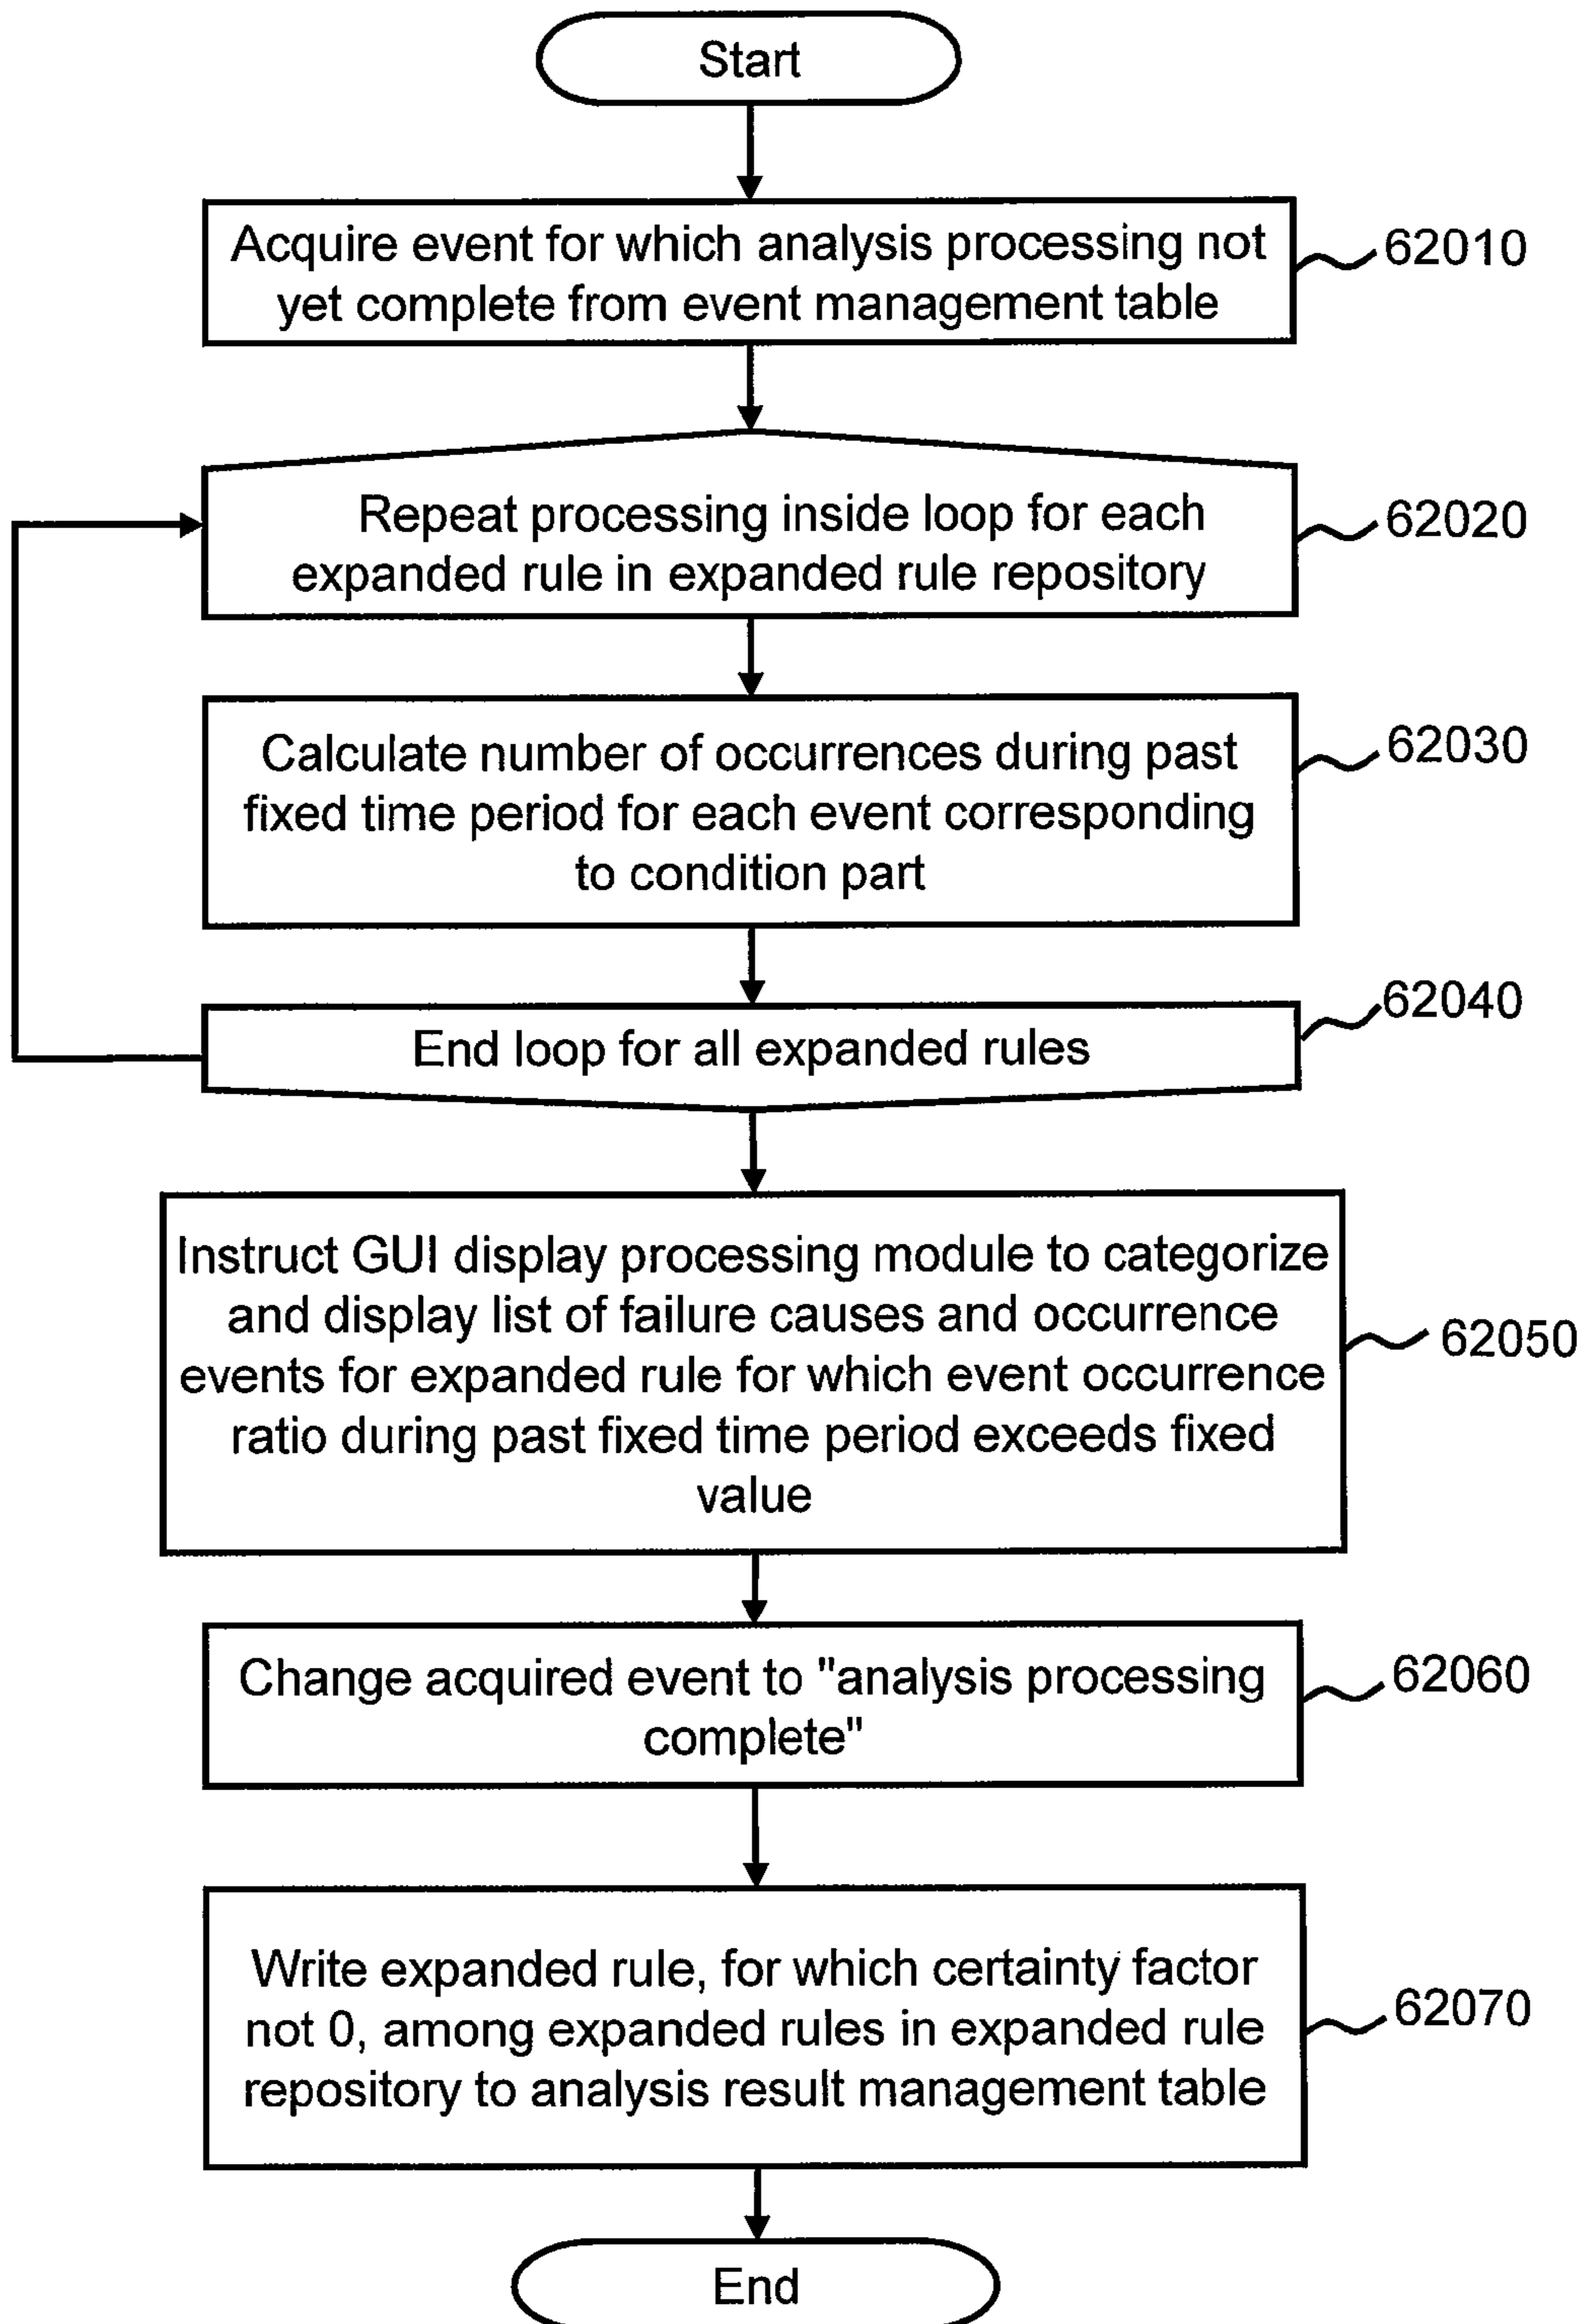 Start
Acquire event for which analysis processing not
yet complete from event management table
62010
Repeat processing inside loop for each
expanded rule in expanded rule repository
62020
Calculate number of occurrences during past
fixed time period for each event corresponding
to condition part
62030
End loop for all expanded rules
62040
Instruct GUI display processing module to categorize
and display list of failure causes and occurrence
events for expanded rule for which event occurrence
ratio during past fixed time period exceeds fixed
value
62050
Change acquired event to "analysis processing
complete"
62060
Write expanded rule, for which certainty factor
not 0, among expanded rules in expanded rule
repository to analysis result management table
62070
End